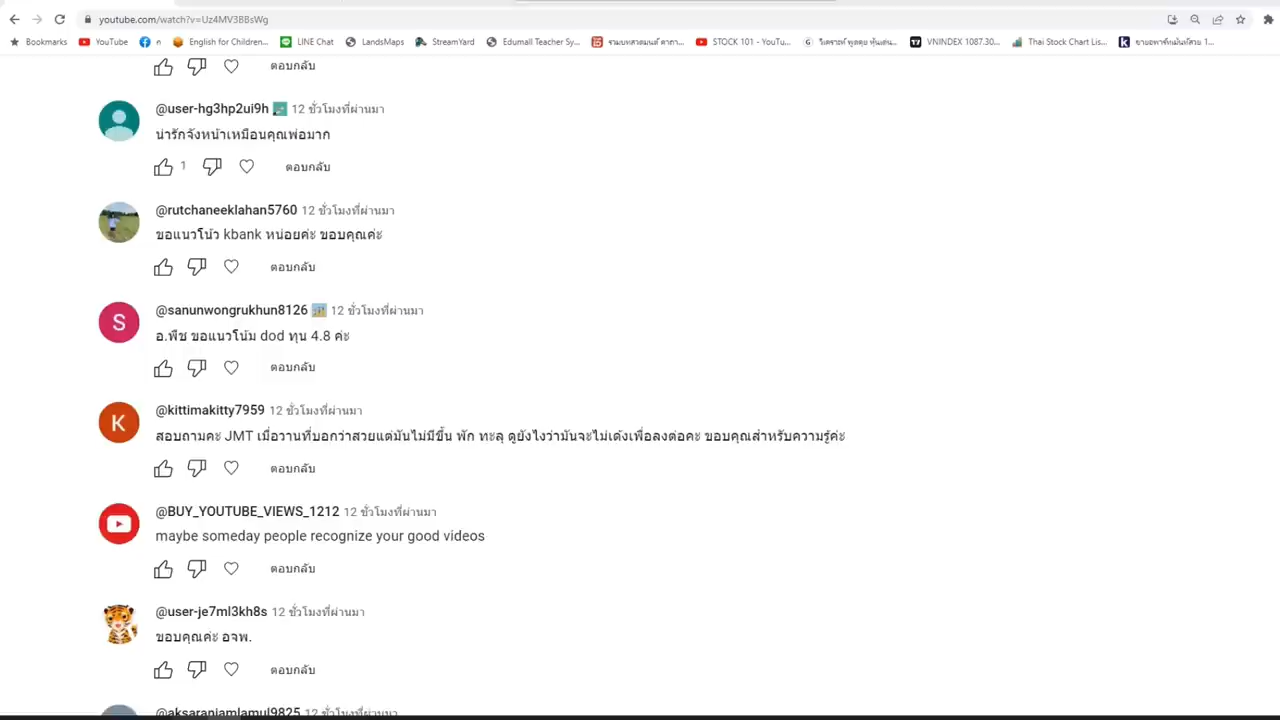 youtube.com/watch?v=Uz4MV3BBsWg
Bookmarks YouTube ก English for Children... LINE Chat LandsMaps StreamYard Edumall Teacher Sy... STOCK 101 - YouTu... VNINDEX 1087.30... Thai Stock Chart Lis...
ตอบกลับ
@user-hg3hp2ui9h 12 ชั่วโมงที่ผ่านมา
น่ารักจังหน้าเหมือบคุณพ่อมาก
1 ตอบกลับ
@rutchaneeklahan5760 12 ชั่วโมงที่ผ่านมา
ขอแนวโน้ว kbank หน่อยค่ะ ขอบคุณค่ะ
ตอบกลับ
@sanunwongrukhun8126 12 ชั่วโมงที่ผ่านมา
อ.พีช ขอแนวโน้ม dod ทุน 4.8 ค่ะ
ตอบกลับ
@kittimakitty7959 12 ชั่วโมงที่ผ่านมา
สอบถามคะ JMT เมื่อวานที่บอกว่าสวยแต่มันไม่มีขึ้น พัก ทะลุ ดูยังไงว่ามันจะไม่เด้งเพื่อลงต่อคะ ขอบคุณสำหรับความรู้ค่ะ
ตอบกลับ
@BUY_YOUTUBE_VIEWS_1212 12 ชั่วโมงที่ผ่านมา
maybe someday people recognize your good videos
ตอบกลับ
@user-je7ml3kh8s 12 ชั่วโมงที่ผ่านมา
ขอบคุณค่ะ อจพ.
ตอบกลับ
@aksaraniamlamul9825 12 ชั่วโมงที่ผ่านมา